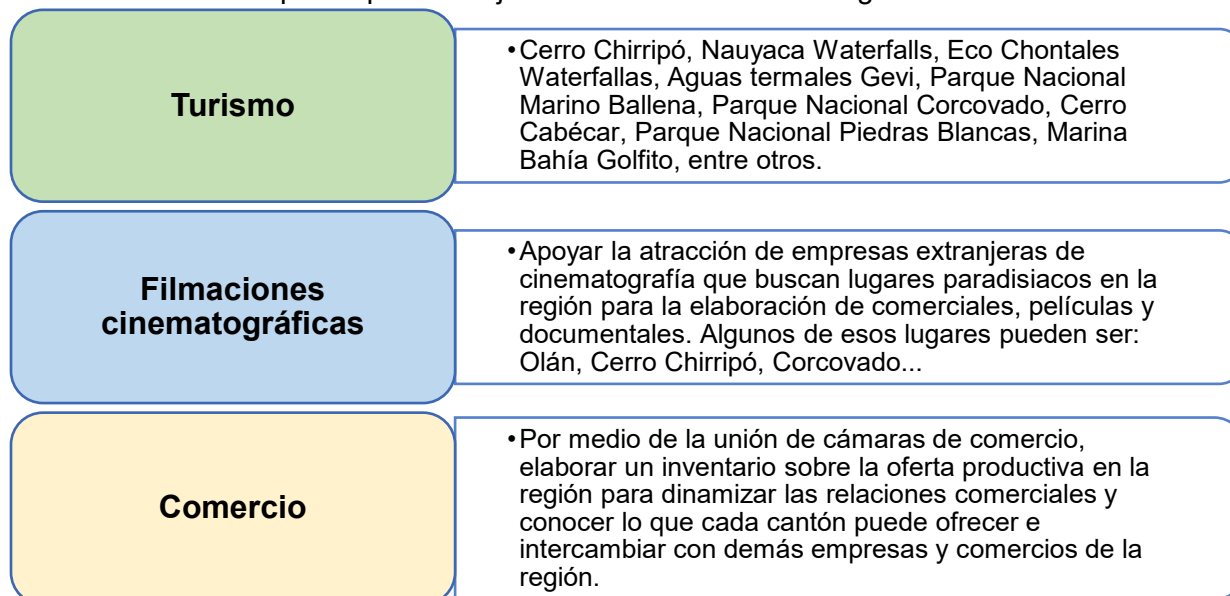 Turismo
•Cerro Chirripó, Nauyaca Waterfalls, Eco Chontales
Waterfallas, Aguas termales Gevi, Parque Nacional
Marino Ballena, Parque Nacional Corcovado, Cerro
Cabécar, Parque Nacional Piedras Blancas, Marina
Bahía Golfito, entre otros.
Filmaciones
cinematográficas
•Apoyar la atracción de empresas extranjeras de
cinematografía que buscan lugares paradisiacos en la
región para la elaboración de comerciales, películas y
documentales. Algunos de esos lugares pueden ser:
Olán, Cerro Chirripó, Corcovado...
Comercio
•Por medio de la unión de cámaras de comercio,
elaborar un inventario sobre la oferta productiva en la
región para dinamizar las relaciones comerciales y
conocer lo que cada cantón puede ofrecer e
intercambiar con demás empresas y comercios de la
región.